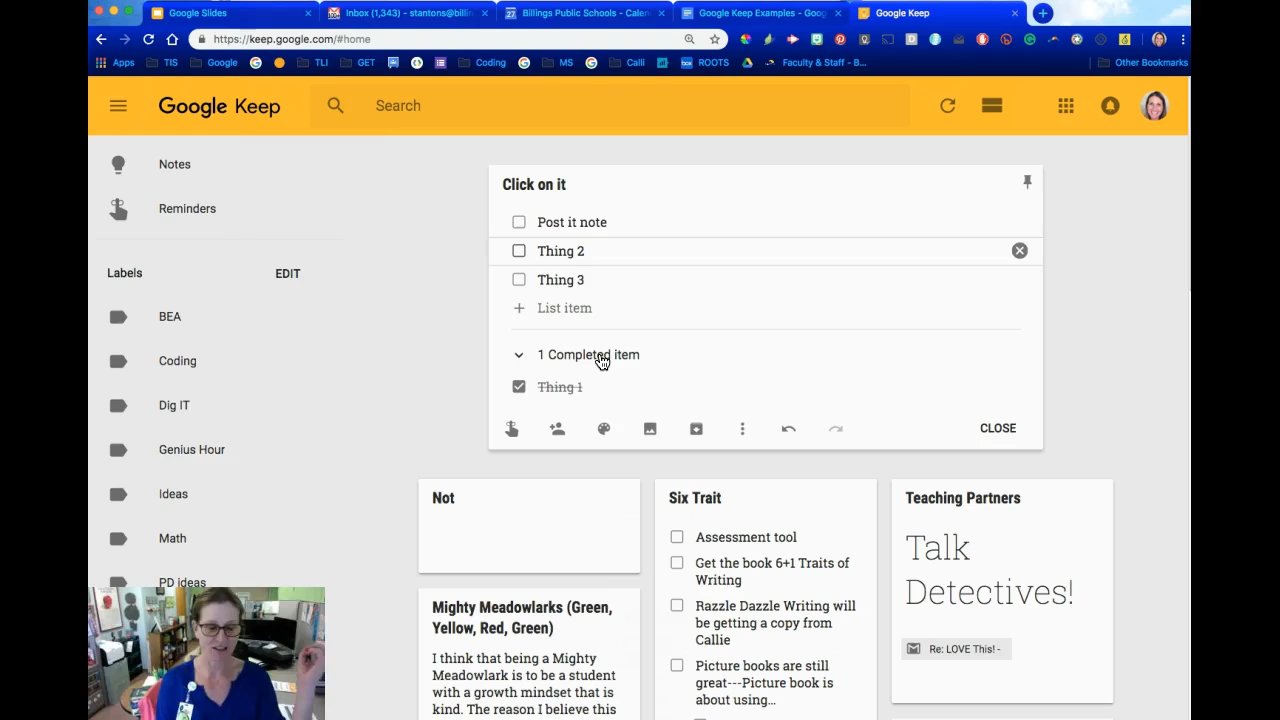 Google Slides
Inbox (1,343) - stantons@billin
Billings Public Schools - Calen
Google Keep Examples - Goog
Google Keep
https://keep.google.com/#home
Apps
TIS
Google
TLI
GET
Coding
MS
Calli
ROOTS
Faculty & Staff - B...
Other Bookmarks
Google Keep
Search
Notes
Reminders
Labels
EDIT
BEA
Coding
Dig IT
Genius Hour
Ideas
Math
PD ideas
Click on it
Post it note
Thing 2
Thing 3
List item
1 Completed item
Thing 1
CLOSE
Not
Mighty Meadowlarks (Green,
Yellow, Red, Green)
I think that being a Mighty
Meadowlark is to be a student
with a growth mindset that is
kind. The reason I believe this
Six Trait
Assessment tool
Get the book 6+1 Traits of
Writing
Razzle Dazzle Writing will
be getting a copy from
Callie
Picture books are still
great---Picture book is
about using...
Teaching Partners
Talk
Detectives!
Re: LOVE This! -